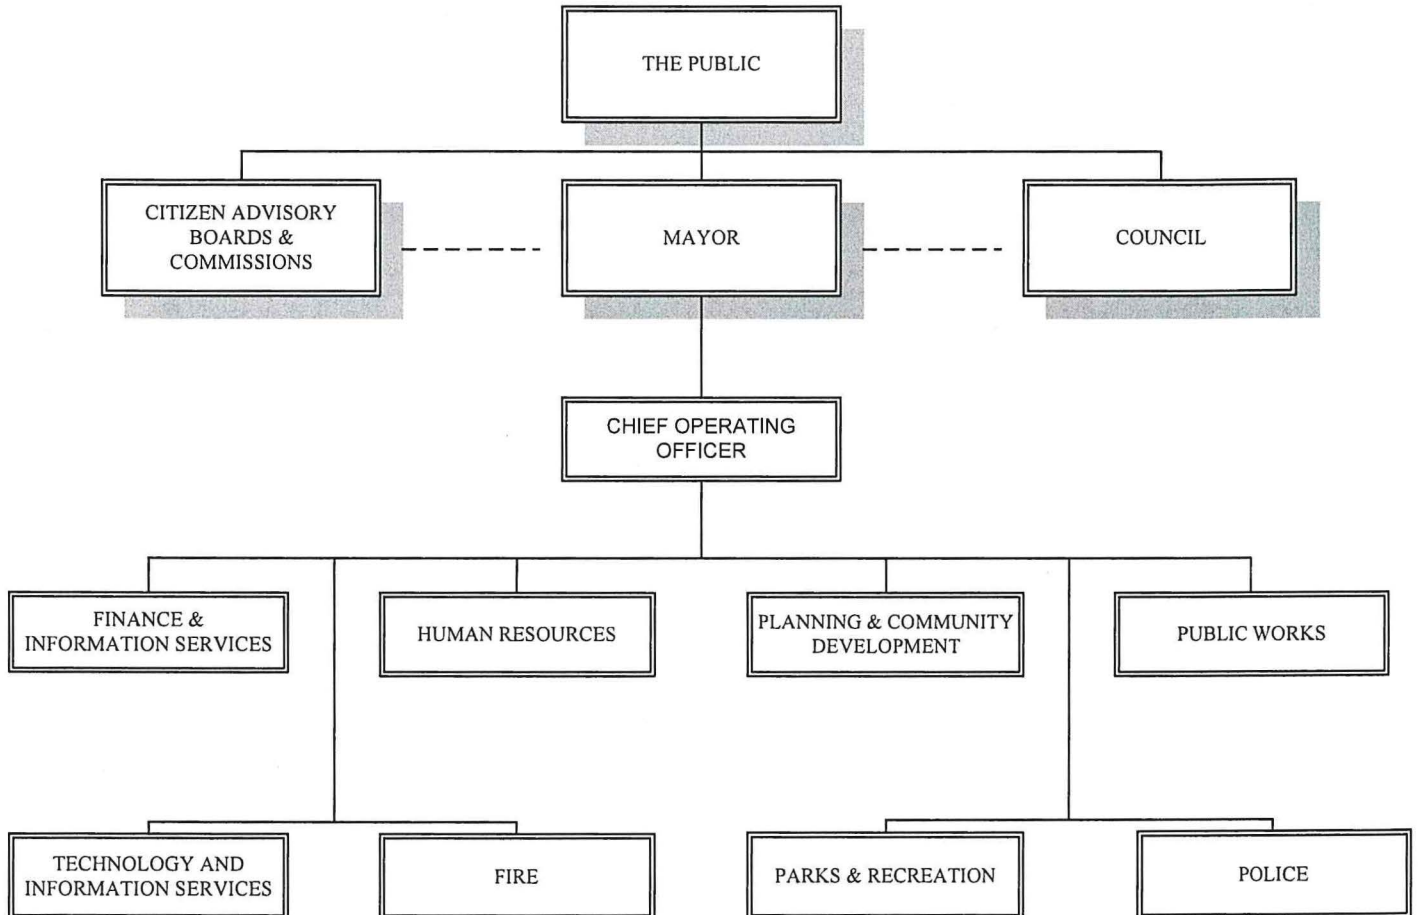 THE PUBLIC
CITIZEN ADVISORY
BOARDS &
COMMISSIONS
MAYOR
COUNCIL
CHIEF OPERATING
OFFICER
FINANCE &
INFORMATION SERVICES
HUMAN RESOURCES
PLANNING & COMMUNITY
DEVELOPMENT
PUBLIC WORKS
TECHNOLOGY AND
INFORMATION SERVICES
FIRE
PARKS & RECREATION
POLICE